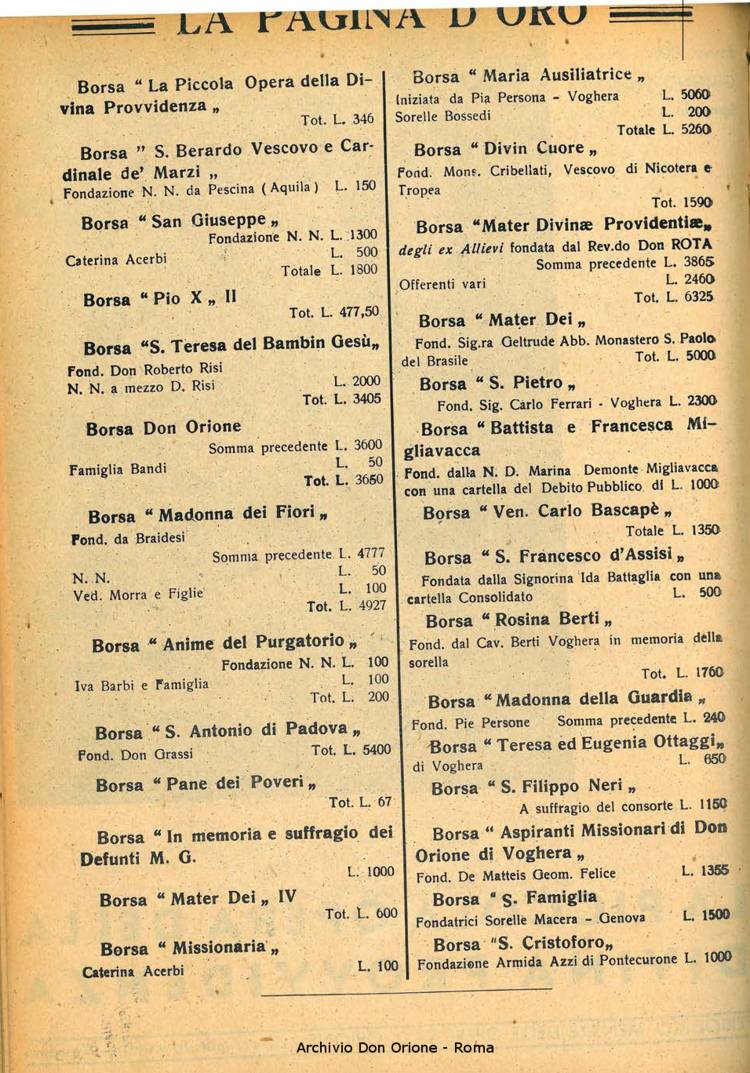 LA PAGINA D'ORO
Borsa “ La Piccola Opera della Di-
vina Provvidenza „
Tot. L. 346
Borsa ” S. Berardo Vescovo e Car-
dinale de’ Marzi „
Fondazione N. N. da Pescina ( Aquila ) L. 150
Borsa “ San Giuseppe „
Fondazione N. N. L. 1300
Caterina Acerbi L. 500
Totale L. 1800
Borsa “ Pio X „ II
Tot. L. 477,50
Borsa “S. Teresa del Bambin Gesù„
Fond. Don Roberto Risi
N. N. a mezzo D. Risi L. 2000
Tot. L. 3405
Borsa Don Orione
Somma precedente L. 3600
Famiglia Bandi L. 50
Tot. L. 3650
Borsa “ Madonna dei Fiori „
Fond. da Braidesi
Somma precedente L. 4777
N. N. L. 50
Ved. Morra e Figlie L. 100
Tot. L. 4927
Borsa “ Anime del Purgatorio „
Fondazione N. N. L. 100
Iva Barbi e Famiglia L. 100
Tot. L. 200
Borsa “ S. Antonio di Padova „
Fond. Don Grassi Tot. L. 5400
Borsa “ Pane dei Poveri „
Tot. L. 67
Borsa “ In memoria e suffragio dei
Defunti M. G.
L. 1000
Borsa “ Mater Dei „ IV
Tot. L. 600
Borsa “ Missionaria „
Caterina Acerbi L. 100
Borsa “ Maria Ausiliatrice „
Iniziata da Pia Persona - Voghera L. 5060
Sorelle Bossedi L. 200
Totale L. 5260
Borsa “ Divin Cuore „
Fond. Mons. Cribellati, Vescovo di Nicotera e
Tropea
Tot. 1590
Borsa “Mater Divinæ Providentiæ„
degli ex Allievi fondata dal Rev.do Don ROTA
Somma precedente L. 3865
Offerenti vari L. 2460
Tot. L. 6325
Borsa “ Mater Dei „
Fond. Sig.ra Geltrude Abb. Monastero S. Paolo
del Brasile Tot. L. 5000
Borsa “ S. Pietro „
Fond. Sig. Carlo Ferrari - Voghera L. 2300
Borsa “ Battista e Francesca Mi-
gliavacca
Fond. dalla N. D. Marina Demonte Migliavacca
con una cartella del Debito Pubblico di L. 1000
Borsa “ Ven. Carlo Bascapè „
Totale L. 1350
Borsa “ S. Francesco d’Assisi „
Fondata dalla Signorina Ida Battaglia con una
cartella Consolidato L. 500
Borsa “ Rosina Berti „
Fond. dal Cav. Berti Voghera in memoria della
sorella
Tot. L. 1760
Borsa “ Madonna della Guardia „
Fond. Pie Persone Somma precedente L. 240
Borsa “ Teresa ed Eugenia Ottaggi„
di Voghera L. 650
Borsa “ S. Filippo Neri „
A suffragio del consorte L. 1150
Borsa “ Aspiranti Missionari di Don
Orione di Voghera „
Fond. De Matteis Geom. Felice L. 1355
Borsa “ S. Famiglia
Fondatrici Sorelle Macera - Genova L. 1500
Borsa “S. Cristoforo„
Fondazione Armida Azzi di Pontecurone L. 1000
Archivio Don Orione - Roma